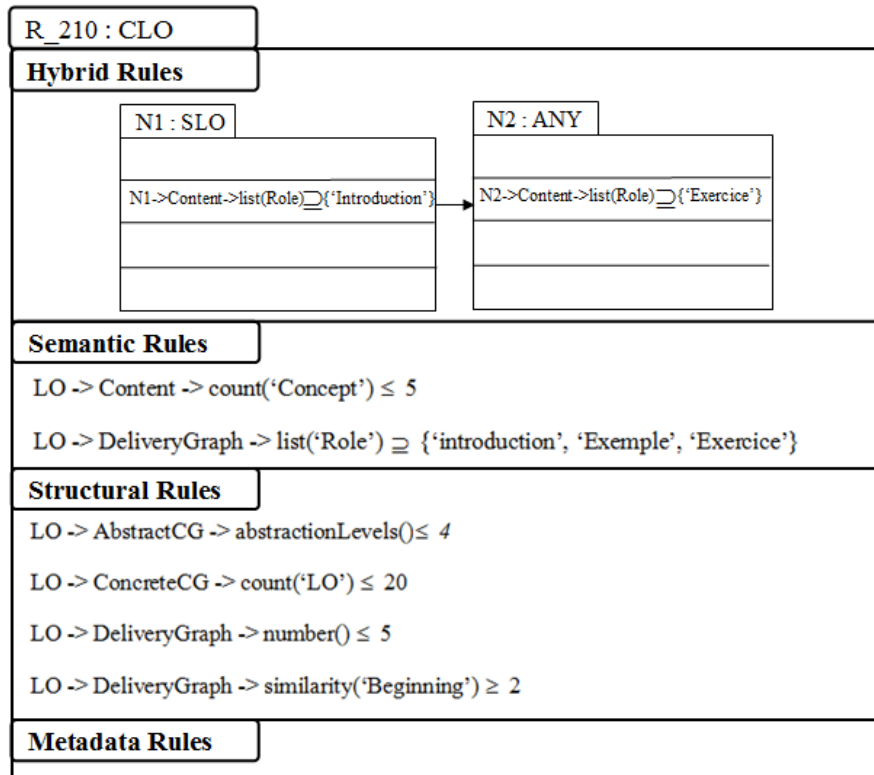 R_210 : CLO
Hybrid Rules
N1 : SLO
N2 : ANY
N1->Content->list(Role)⊇{‘Introduction’}
N2->Content->list(Role)⊇{‘Exercice’}
Semantic Rules
LO -> Content -> count(‘Concept’) ≤ 5
LO -> DeliveryGraph -> list(‘Role’) ⊇ {‘introduction’, ‘Exemple’, ‘Exercice’}
Structural Rules
LO -> AbstractCG -> abstractionLevels()≤ 4
LO -> ConcreteCG -> count(‘LO’) ≤ 20
LO -> DeliveryGraph -> number() ≤ 5
LO -> DeliveryGraph -> similarity(‘Beginning’) ≥ 2
Metadata Rules